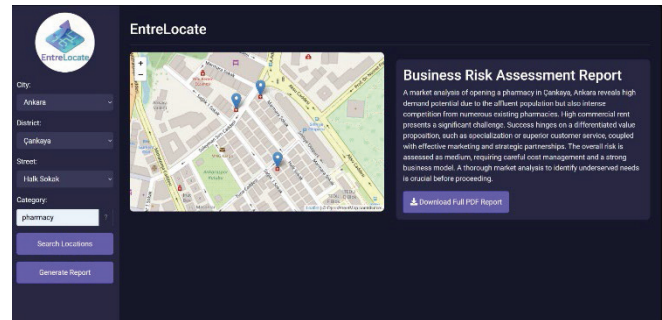 EntreLocate
City:
Ankara
District:
Çankaya
Street:
Halk Sokak
Category:
pharmacy
Search Locations
Generate Report
EntreLocate
+
−
Business Risk Assessment Report
A market analysis of opening a pharmacy in Çankaya, Ankara reveals high
demand potential due to the affluent population but also intense
competition from numerous existing pharmacies. High commercial rent
presents a significant challenge. Success hinges on a differentiated value
proposition, such as specialization or superior customer service, coupled
with effective marketing and strategic partnerships. The overall risk is
assessed as medium, requiring careful cost management and a strong
business model. A thorough market analysis to identify underserved needs
is crucial before proceeding.
Download Full PDF Report